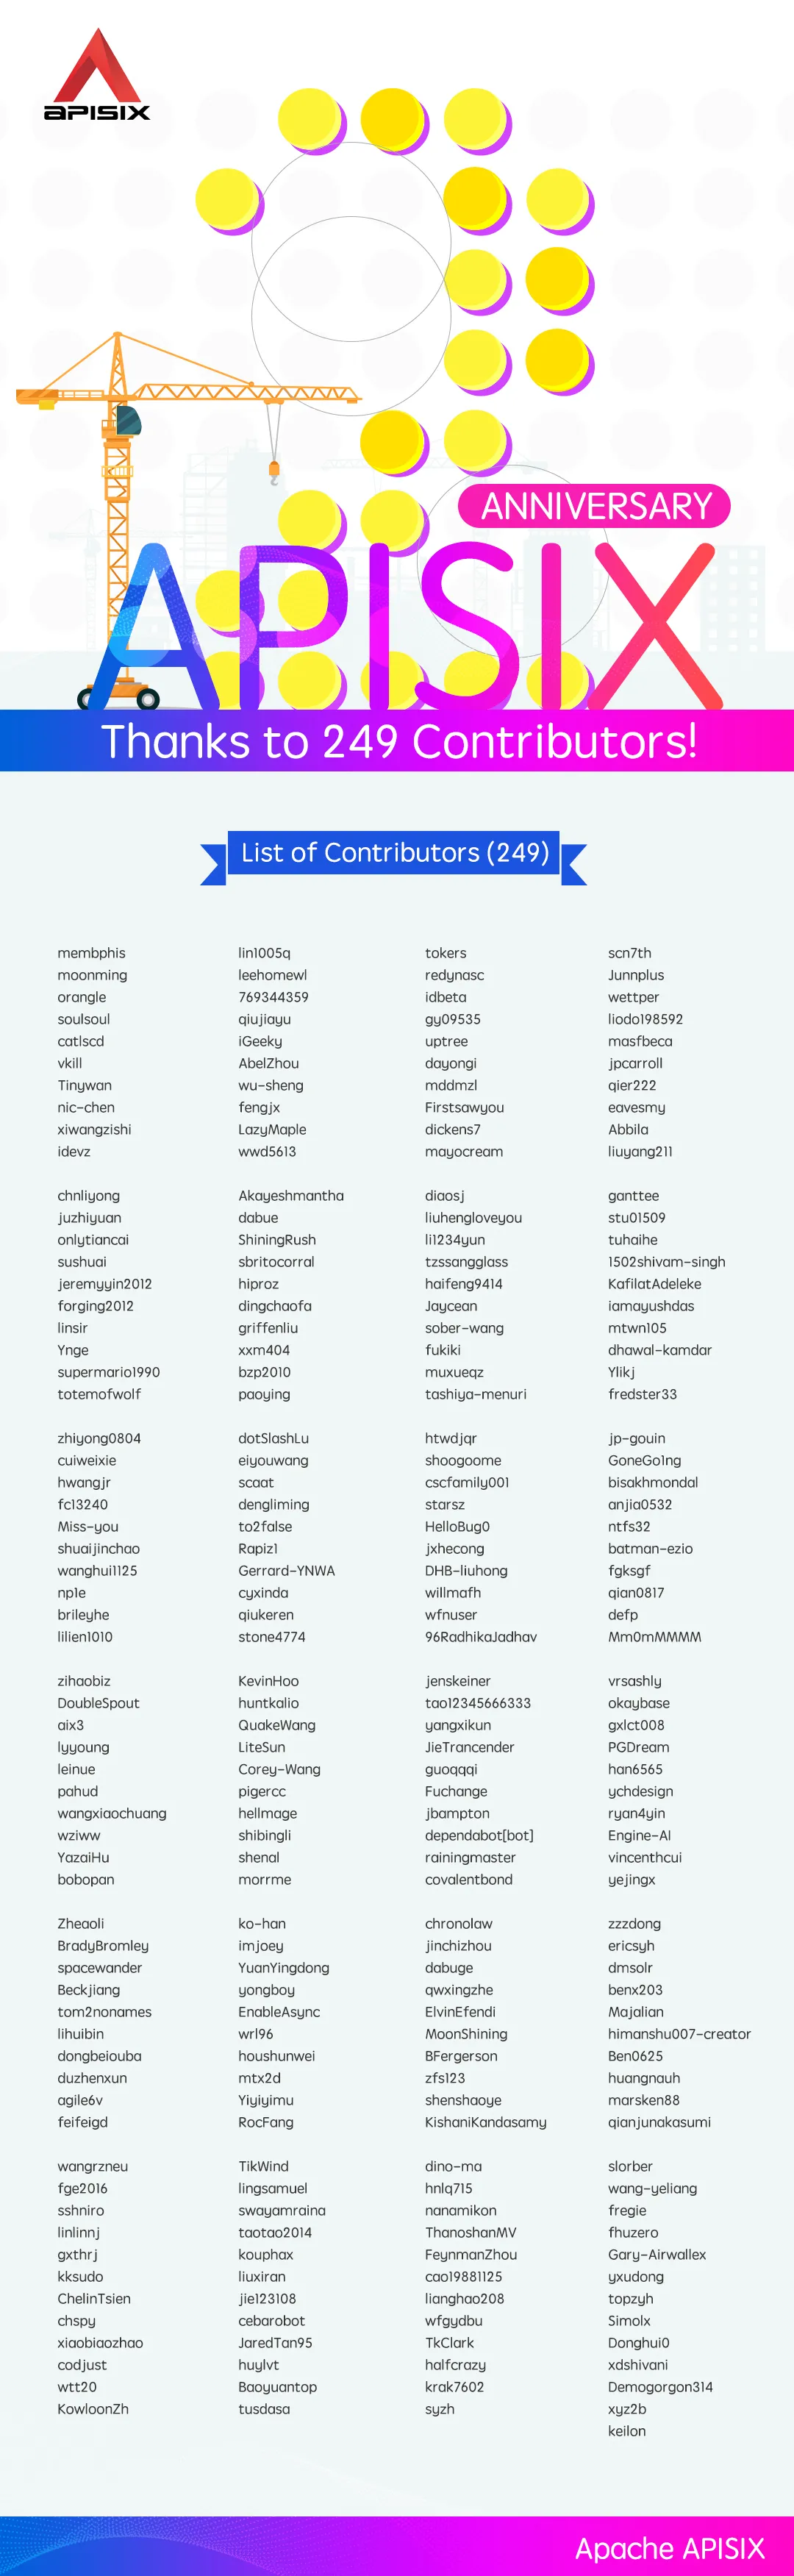 APISIX
ANNIVERSARY
APISIX
Thanks to 249 Contributors!
List of Contributors (249)
membphis
moonming
orangle
soulsoul
catlscd
vkill
Tinywan
nic-chen
xiwangzishi
idevz
chnliyong
juzhiyuan
onlytiancai
sushuai
jeremyyin2012
forging2012
linsir
Ynge
supermario1990
totemofwolf
zhiyong0804
cuiweixie
hwangjr
fc13240
Miss-you
shuaijinchao
wanghui1125
np1e
brileyhe
lilien1010
zihaobiz
DoubleSpout
aix3
lyyoung
leinue
pahud
wangxiaochuang
wziww
YazaiHu
bobopan
Zheaoli
BradyBromley
spacewander
Beckjiang
tom2nonames
lihuibin
dongbeiouba
duzhenxun
agile6v
feifeigd
wangrzneu
fge2016
sshniro
linlinnj
gxthrj
kksudo
ChelinTsien
chspy
xiaobiaozhao
codjust
wtt20
KowloonZh
lin1005q
leehomewl
769344359
qiujiayu
iGeeky
AbelZhou
wu-sheng
fengjx
LazyMaple
wwd5613
Akayeshmantha
dabue
ShiningRush
sbritocorral
hiproz
dingchaofa
griffenliu
xxm404
bzp2010
paoying
dotSlashLu
eiyouwang
scaat
dengliming
to2false
Rapiz1
Gerrard-YNWA
cyxinda
qiukeren
stone4774
KevinHoo
huntkalio
QuakeWang
LiteSun
Corey-Wang
pigercc
hellmage
shibingli
shenal
morrme
ko-han
imjoey
YuanYingdong
yongboy
EnableAsync
wrl96
houshunwei
mtx2d
Yiyiyimu
RocFang
TikWind
lingsamuel
swayamraina
taotao2014
kouphax
liuxiran
jie123108
cebarobot
JaredTan95
huylvt
Baoyuantop
tusdasa
tokers
redynasc
idbeta
gy09535
uptree
dayongi
mddmzl
Firstsawyou
dickens7
mayocream
diaosj
liuhengloveyou
li1234yun
tzssangglass
haifeng9414
Jaycean
sober-wang
fukiki
muxueqz
tashiya-menuri
htwdjqr
shoogoome
cscfamily001
starsz
HelloBug0
jxhecong
DHB-liuhong
willmafh
wfnuser
96RadhikaJadhav
jenskeiner
tao12345666333
yangxikun
JieTrancender
guoqqqi
Fuchange
jbampton
dependabot[bot]
rainingmaster
covalentbond
chronolaw
jinchizhou
dabuge
qwxingzhe
ElvinEfendi
MoonShining
BFergerson
zfs123
shenshaoye
KishaniKandasamy
dino-ma
hnlq715
nanamikon
ThanoshanMV
FeynmanZhou
cao19881125
lianghao208
wfgydbu
TkClark
halfcrazy
krak7602
syzh
scn7th
Junnplus
wettper
liodo198592
masfbeca
jpcarroll
qier222
eavesmy
Abbila
liuyang211
ganttee
stu01509
tuhaihe
1502shivam-singh
KafilatAdeleke
iamayushdas
mtwn105
dhawal-kamdar
Ylikj
fredster33
jp-gouin
GoneGo1ng
bisakhmondal
anjia0532
ntfs32
batman-ezio
fgksgf
qian0817
defp
Mm0mMMMM
vrsashly
okaybase
gxlct008
PGDream
han6565
ychdesign
ryan4yin
Engine-AI
vincenthcui
yejingx
zzzdong
ericsyh
dmsolr
benx203
Majalian
himanshu007-creator
Ben0625
huangnauh
marsken88
qianjunakasumi
slorber
wang-yeliang
fregie
fhuzero
Gary-Airwallex
yxudong
topzyh
Simolx
Donghui0
xdshivani
Demogorgon314
xyz2b
keilon
Apache APISIX